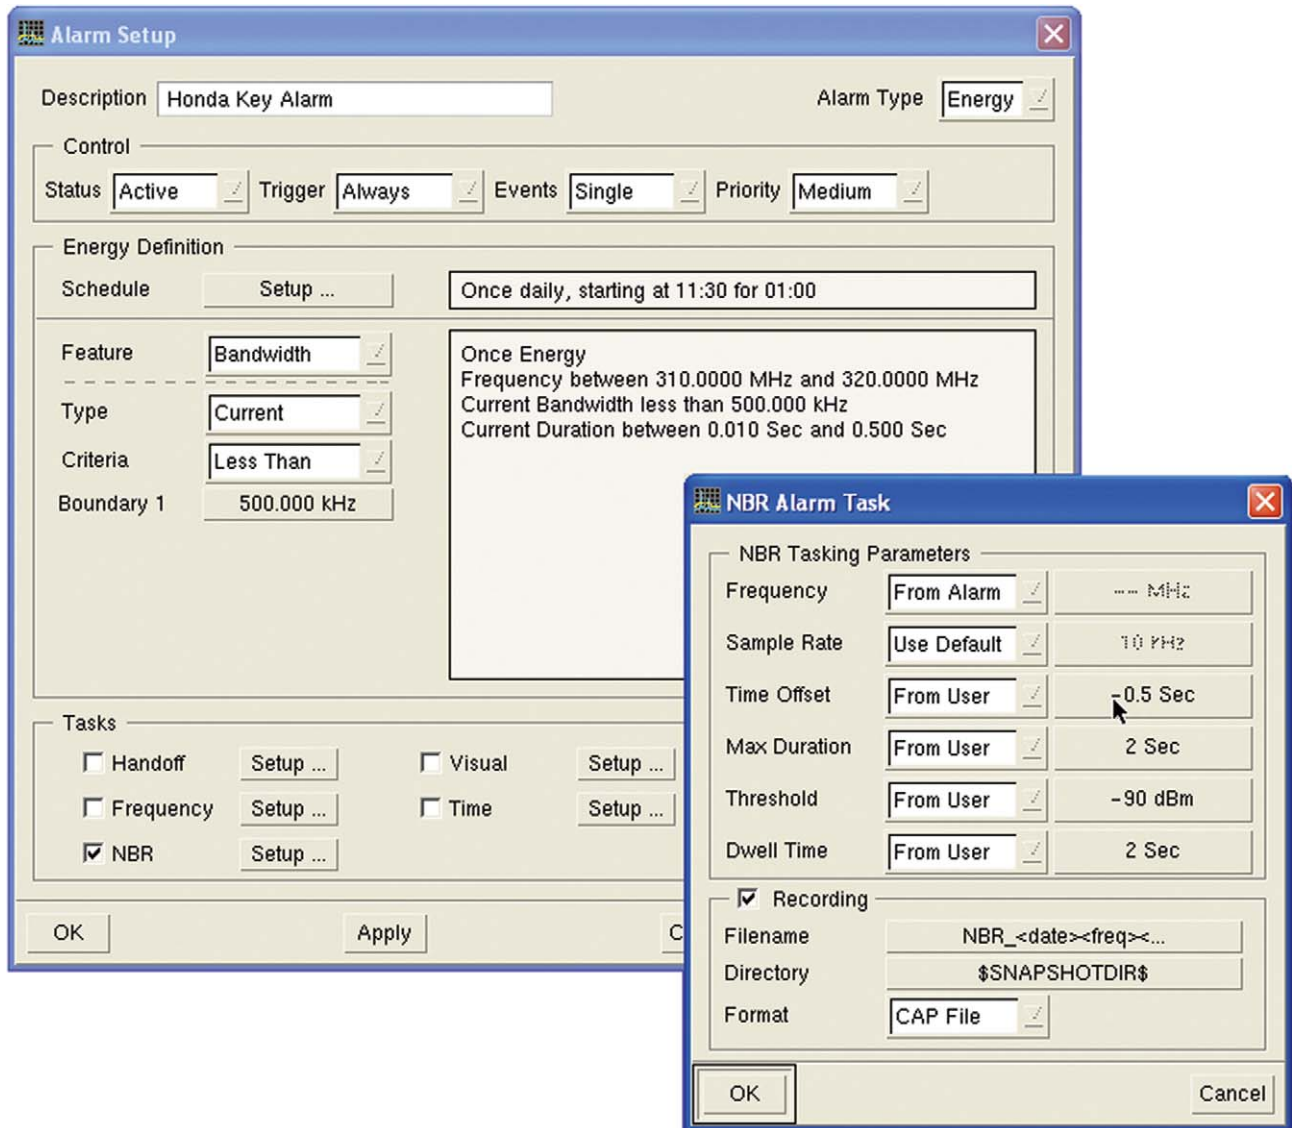 Alarm Setup
Description Honda Key Alarm Alarm Type Energy
Control
Status Active Trigger Always Events Single Priority Medium
Energy Definition
Schedule Setup ... Once daily, starting at 11:30 for 01:00
Feature Bandwidth
Type Current
Criteria Less Than
Boundary 1 500.000 kHz
Once Energy
Frequency between 310.0000 MHz and 320.0000 MHz
Current Bandwidth less than 500.000 kHz
Current Duration between 0.010 Sec and 0.500 Sec
Tasks
Handoff Setup ... Visual Setup ...
Frequency Setup ... Time Setup ...
NBR Setup ...
OK Apply C
NBR Alarm Task
NBR Tasking Parameters
Frequency From Alarm --- MHz
Sample Rate Use Default 10 kHz
Time Offset From User -0.5 Sec
Max Duration From User 2 Sec
Threshold From User -90 dBm
Dwell Time From User 2 Sec
Recording
Filename NBR_<date><freq><...
Directory $SNAPSHOTDIR$
Format CAP File
OK Cancel